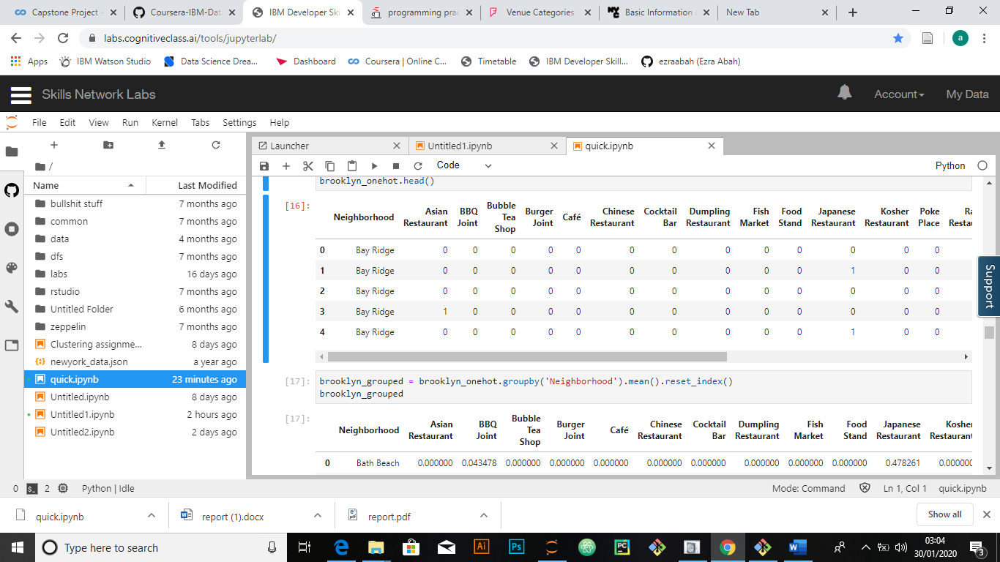 Capstone Project - Coursera-IBM-Dat IBM Developer Ski programming prac Venue Categories Basic Information New Tab
labs.cognitiveclass.ai/tools/jupyterlab/ a
Apps IBM Watson Studio Data Science Drea... Dashboard Coursera | Online C... Timetable IBM Developer Skill... ezraabah (Ezra Abah)
Skills Network Labs Account My Data
File Edit View Run Kernel Tabs Settings Help
Launcher Untitled1.ipynb quick.ipynb
/ Code Python
Name Last Modified
bullshit stuff 7 months ago
common 7 months ago
data 4 months ago
dfs 7 months ago
labs 16 days ago
rstudio 7 months ago
Untitled Folder 6 months ago
zeppelin 7 months ago
Clustering assignme... 8 days ago
newyork_data.json a year ago
quick.ipynb 23 minutes ago
Untitled.ipynb 8 days ago
Untitled1.ipynb 2 hours ago
Untitled2.ipynb 2 days ago
brooklyn_onehot.head()
[16]:
Neighborhood Asian Restaurant BBQ Joint Bubble Tea Shop Burger Joint Café Chinese Restaurant Cocktail Bar Dumpling Restaurant Fish Market Food Stand Japanese Restaurant Kosher Restaurant Poke Place Ra Restau
0 Bay Ridge 0 0 0 0 0 0 0 0 0 0 0 0 0
1 Bay Ridge 0 0 0 0 0 0 0 0 0 0 1 0 0
2 Bay Ridge 0 0 0 0 0 0 0 0 0 0 0 0 0
3 Bay Ridge 1 0 0 0 0 0 0 0 0 0 0 0 0
4 Bay Ridge 0 0 0 0 0 0 0 0 0 0 1 0 0
[17]: brooklyn_grouped = brooklyn_onehot.groupby('Neighborhood').mean().reset_index()
brooklyn_grouped
[17]:
Neighborhood Asian Restaurant BBQ Joint Bubble Tea Shop Burger Joint Café Chinese Restaurant Cocktail Bar Dumpling Restaurant Fish Market Food Stand Japanese Restaurant Kosher Restaurant
0 Bath Beach 0.000000 0.043478 0.000000 0.000000 0.000000 0.000000 0.000000 0.000000 0.000000 0.000000 0.478261 0.000000
Support
0 2 Python | Idle Mode: Command Ln 1, Col 1 quick.ipynb
quick.ipynb report (1).docx report.pdf Show all
Type here to search 03:04
30/01/2020 3